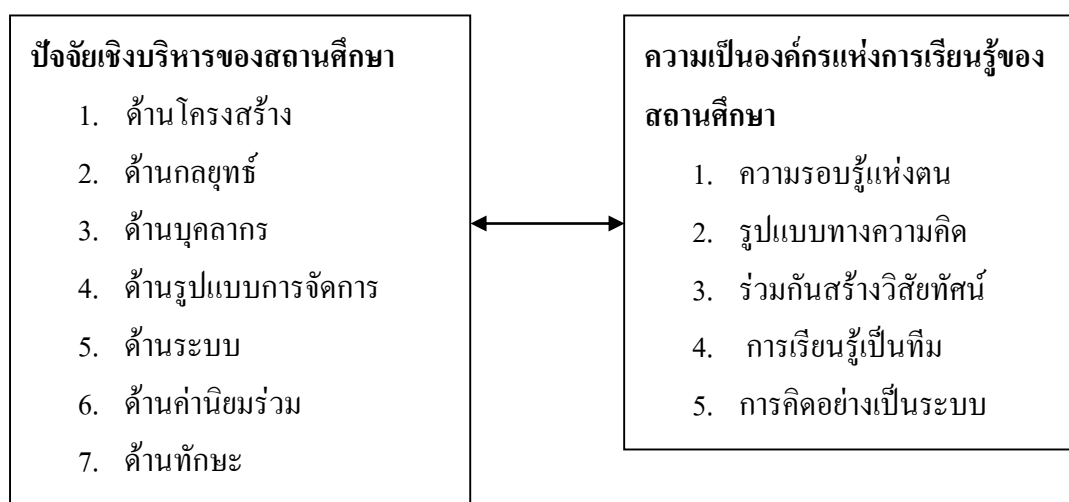 ปัจจัยเชิงบริหารของสถานศึกษา
1. ด้านโครงสร้าง
2. ด้านกลยุทธ์
3. ด้านบุคลากร
4. ด้านรูปแบบการจัดการ
5. ด้านระบบ
6. ด้านค่านิยมร่วม
7. ด้านทักษะ
ความเป็นองค์กรแห่งการเรียนรู้ของ
สถานศึกษา
1. ความรอบรู้แห่งตน
2. รูปแบบทางความคิด
3. ร่วมกันสร้างวิสัยทัศน์
4. การเรียนรู้เป็นทีม
5. การคิดอย่างเป็นระบบ